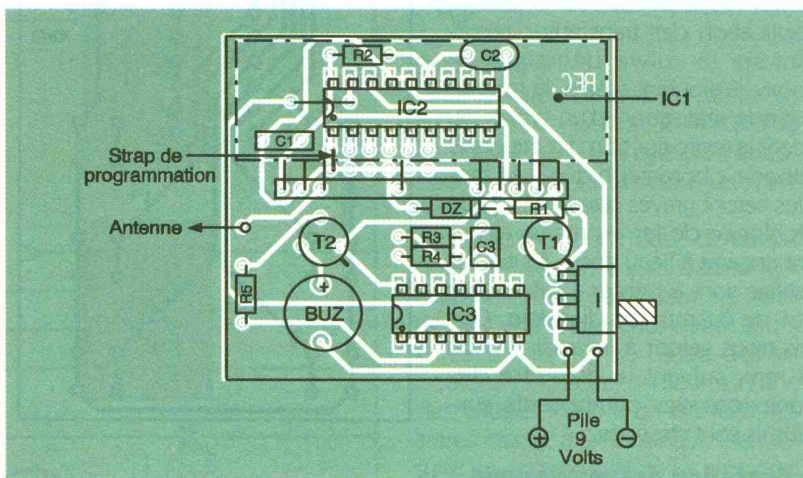 R2
C2
REC.
IC1
IC2
C1
Strap de
programmation
DZ
R1
Antenne
T2
R3
C3
T1
R4
R5
+
BUZ
IC3
I
+
−
Pile
9
Volts